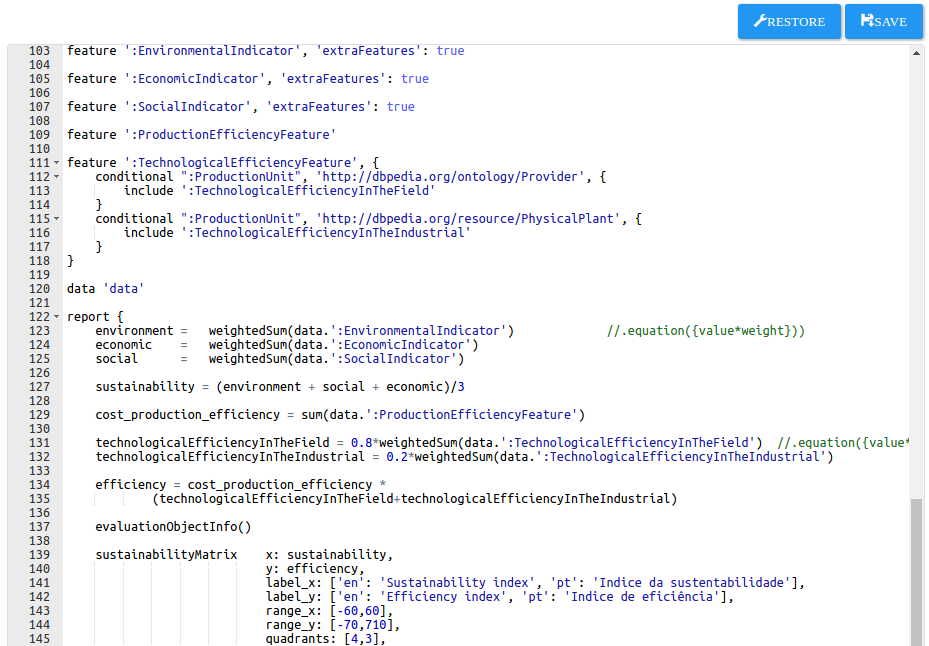 RESTORE SAVE
103 feature ':EnvironmentalIndicator', 'extraFeatures': true
104
105 feature ':EconomicIndicator', 'extraFeatures': true
106
107 feature ':SocialIndicator', 'extraFeatures': true
108
109 feature ':ProductionEfficiencyFeature'
110
111 feature ':TechnologicalEfficiencyFeature', {
112     conditional ":ProductionUnit", 'http://dbpedia.org/ontology/Provider', {
113         include ':TechnologicalEfficiencyInTheField'
114     }
115     conditional ":ProductionUnit", 'http://dbpedia.org/resource/PhysicalPlant', {
116         include ':TechnologicalEfficiencyInTheIndustrial'
117     }
118 }
119
120 data 'data'
121
122 report {
123     environment =   weightedSum(data.':EnvironmentalIndicator')             //.equation({value*weight}))
124     economic    =   weightedSum(data.':EconomicIndicator')
125     social      =   weightedSum(data.':SocialIndicator')
126
127     sustainability = (environment + social + economic)/3
128
129     cost_production_efficiency = sum(data.':ProductionEfficiencyFeature')
130
131     technologicalEfficiencyInTheField = 0.8*weightedSum(data.':TechnologicalEfficiencyInTheField')  //.equation({value*
132     technologicalEfficiencyInTheIndustrial = 0.2*weightedSum(data.':TechnologicalEfficiencyInTheIndustrial')
133
134     efficiency = cost_production_efficiency *
135             (technologicalEfficiencyInTheField+technologicalEfficiencyInTheIndustrial)
136
137     evaluationObjectInfo()
138
139     sustainabilityMatrix    x: sustainability,
140                             y: efficiency,
141                             label_x: ['en': 'Sustainability index', 'pt': 'Indice da sustentabilidade'],
142                             label_y: ['en': 'Efficiency index', 'pt': 'Indice de eficiência'],
143                             range_x: [-60,60],
144                             range_y: [-70,710],
145                             quadrants: [4,3],